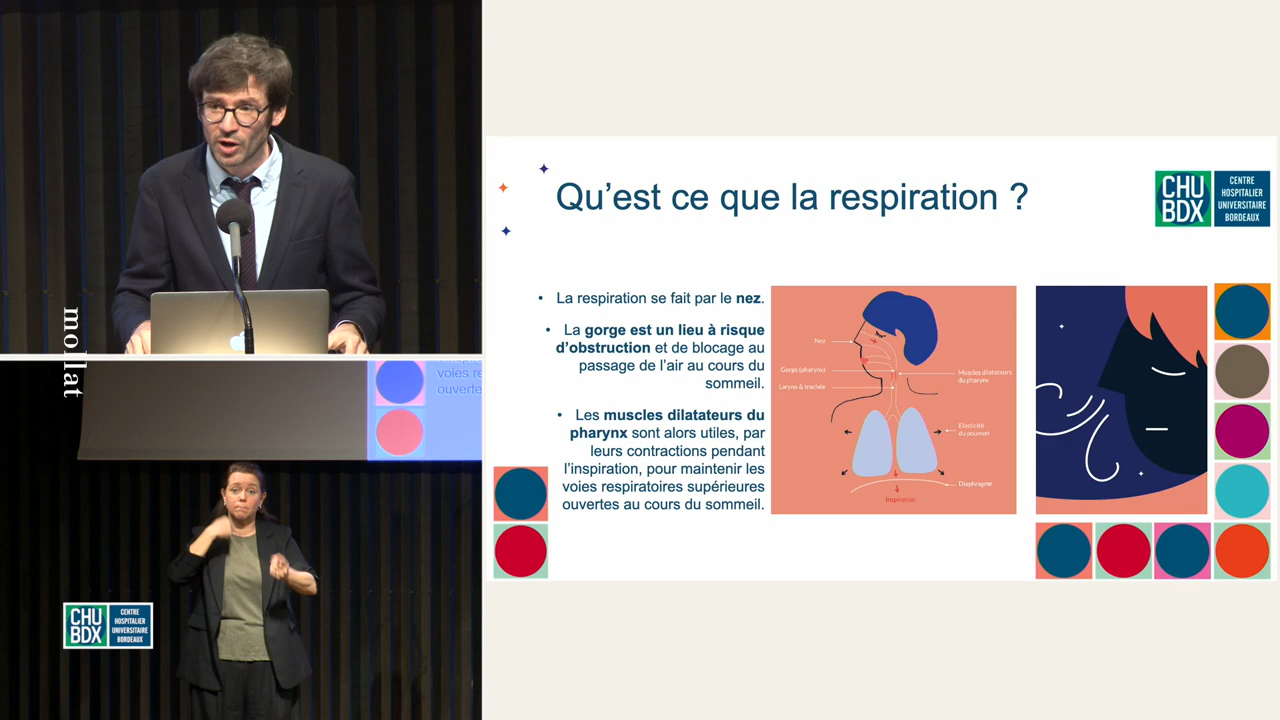 mollat
voies re
ouverte
CHU
BDX
CENTRE
HOSPITALIER
UNIVERSITAIRE
BORDEAUX
Qu’est ce que la respiration ?
CHU
BDX
CENTRE
HOSPITALIER
UNIVERSITAIRE
BORDEAUX
• La respiration se fait par le nez.
• La gorge est un lieu à risque
d’obstruction et de blocage au
passage de l’air au cours du
sommeil.
• Les muscles dilatateurs du
pharynx sont alors utiles, par
leurs contractions pendant
l’inspiration, pour maintenir les
voies respiratoires supérieures
ouvertes au cours du sommeil.
Nez
Gorge (pharynx)
Larynx & trachée
Muscles dilatateurs
du pharynx
Elasticité
du poumon
Diaphragme
Inspiration